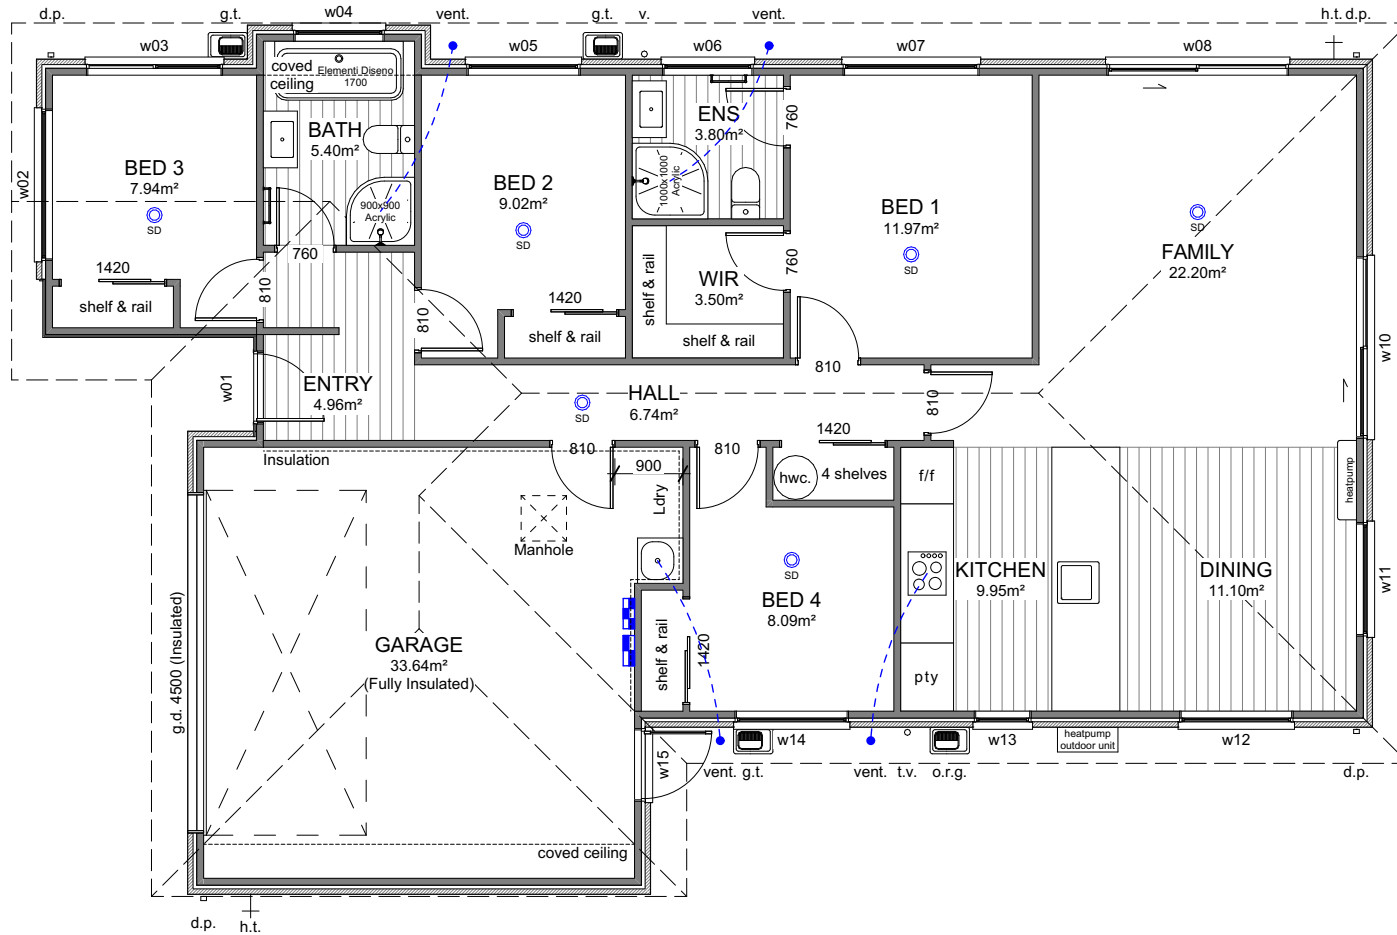 d.p.
g.t.
w04
vent.
g.t.
v.
vent.
h.t. d.p.
w03
w05
w06
w07
w08
coved
ceiling
Elementi Diseno
1700
BATH
5.40m²
900x900
Acrylic
760
w02
BED 3
7.94m²
SD
1420
shelf & rail
810
BED 2
9.02m²
SD
1420
shelf & rail
810
ENS
3.80m²
1000x1000
Acrylic
760
WIR
3.50m²
shelf & rail
shelf & rail
760
BED 1
11.97m²
SD
810
SD
FAMILY
22.20m²
w10
w01
ENTRY
4.96m²
HALL
6.74m²
SD
810
810
810
1420
Insulation
900
Ldry
Manhole
hwc.
4 shelves
f/f
heatpump
g.d. 4500 (Insulated)
GARAGE
33.64m²
(Fully Insulated)
SD
BED 4
8.09m²
shelf & rail
1420
KITCHEN
9.95m²
pty
DINING
11.10m²
w11
w15
w14
w13
heatpump
outdoor unit
w12
vent. g.t.
vent. t.v. o.r.g.
d.p.
coved ceiling
d.p.
h.t.